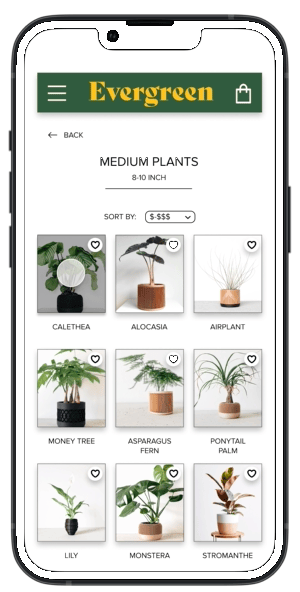 Evergreen
← BACK
MEDIUM PLANTS
8-10 INCH
SORT BY: $-$$$
CALETHEA ALOCASIA AIRPLANT
MONEY TREE ASPARAGUS FERN PONYTAIL PALM
LILY MONSTERA STROMANTHE